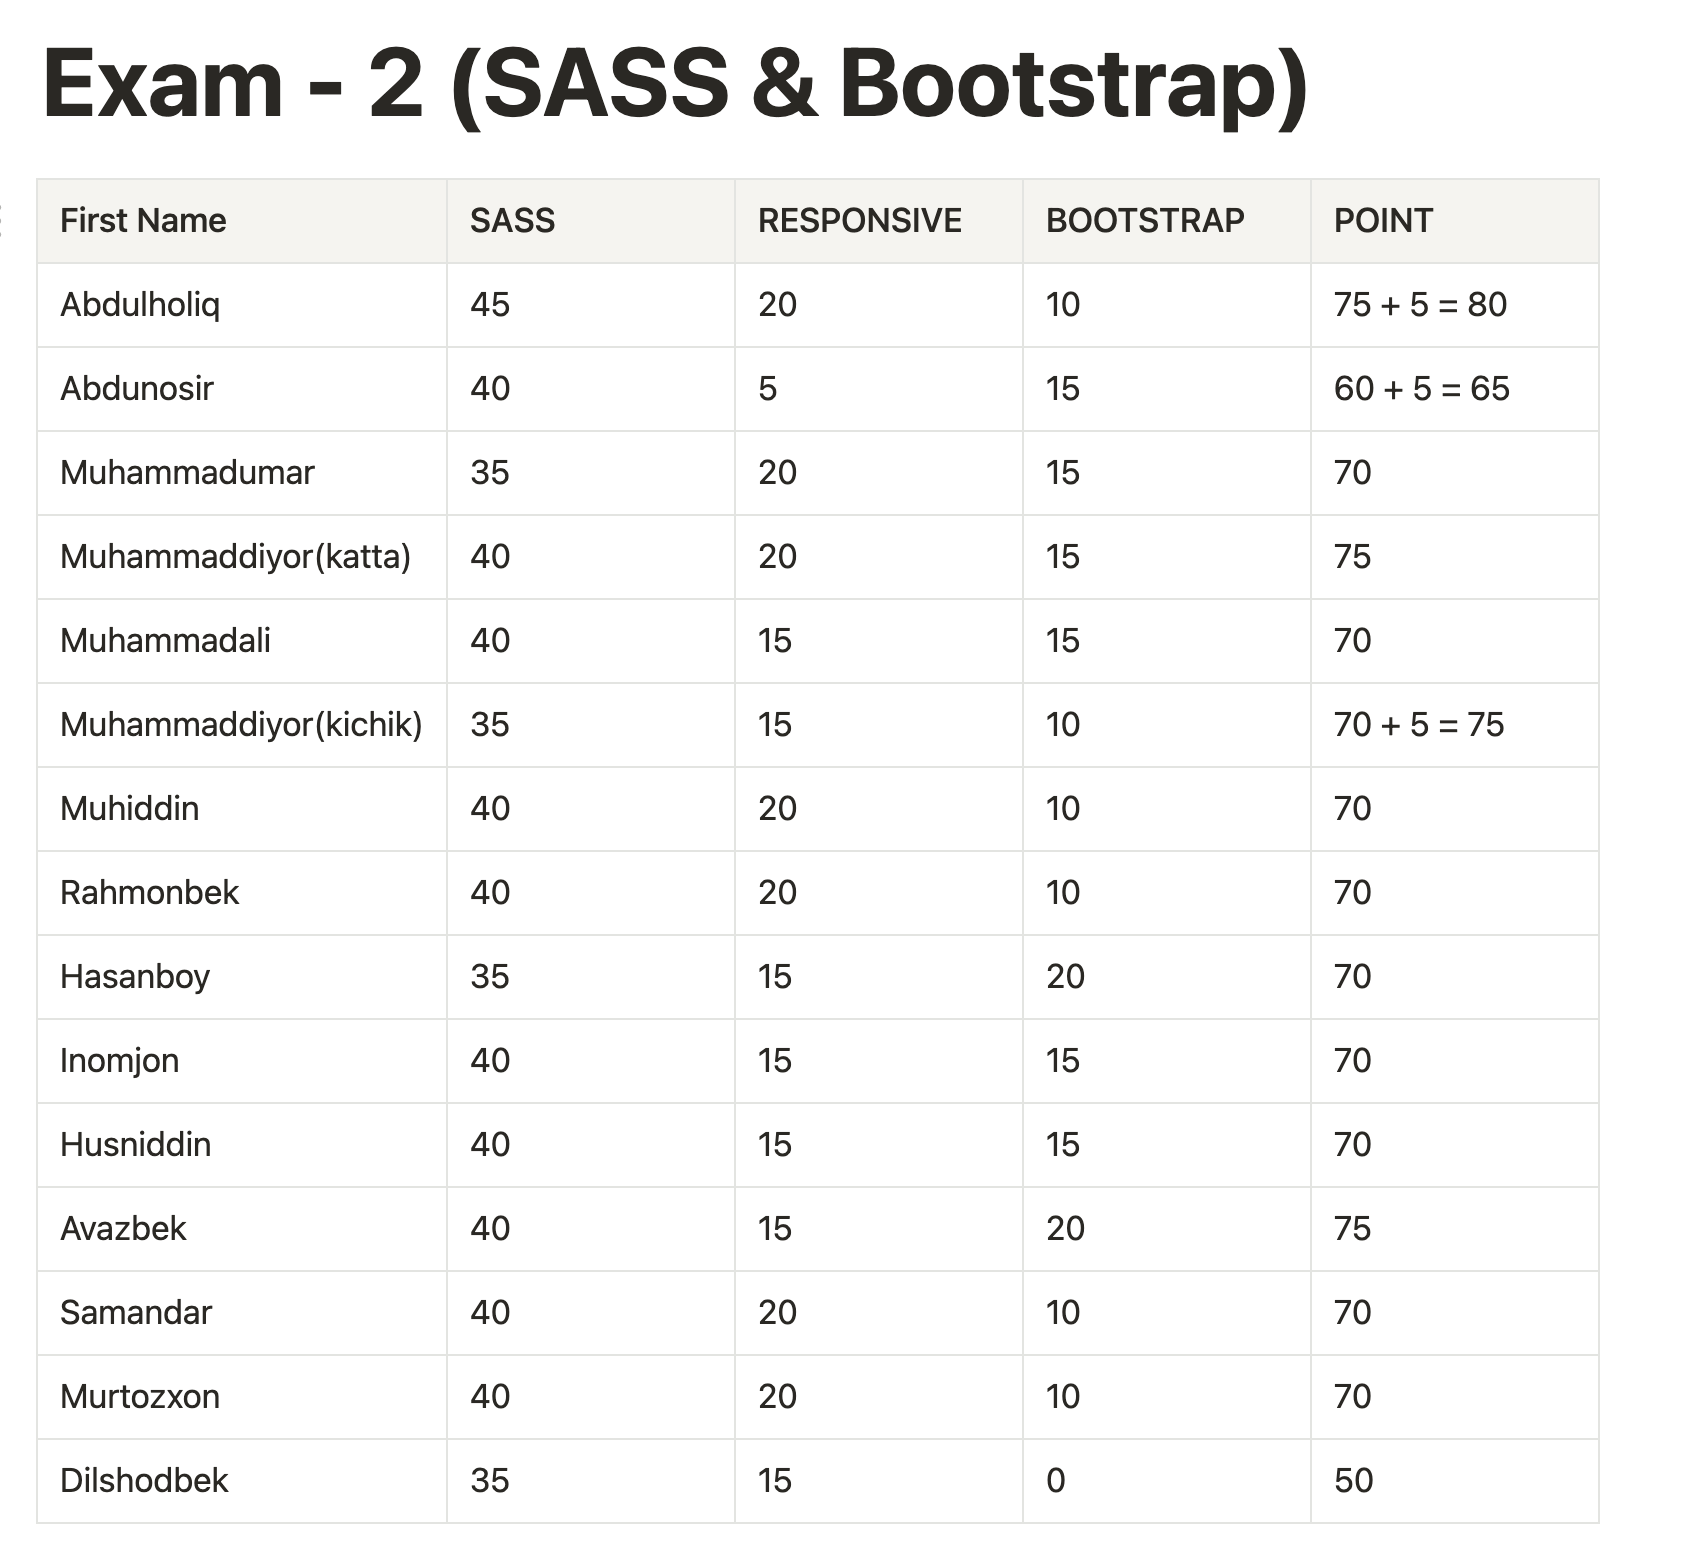 Exam - 2 (SASS & Bootstrap)
First Name SASS RESPONSIVE BOOTSTRAP POINT
Abdulholiq 45 20 10 75 + 5 = 80
Abdunosir 40 5 15 60 + 5 = 65
Muhammadumar 35 20 15 70
Muhammaddiyor(katta) 40 20 15 75
Muhammadali 40 15 15 70
Muhammaddiyor(kichik) 35 15 10 70 + 5 = 75
Muhiddin 40 20 10 70
Rahmonbek 40 20 10 70
Hasanboy 35 15 20 70
Inomjon 40 15 15 70
Husniddin 40 15 15 70
Avazbek 40 15 20 75
Samandar 40 20 10 70
Murtozxon 40 20 10 70
Dilshodbek 35 15 0 50